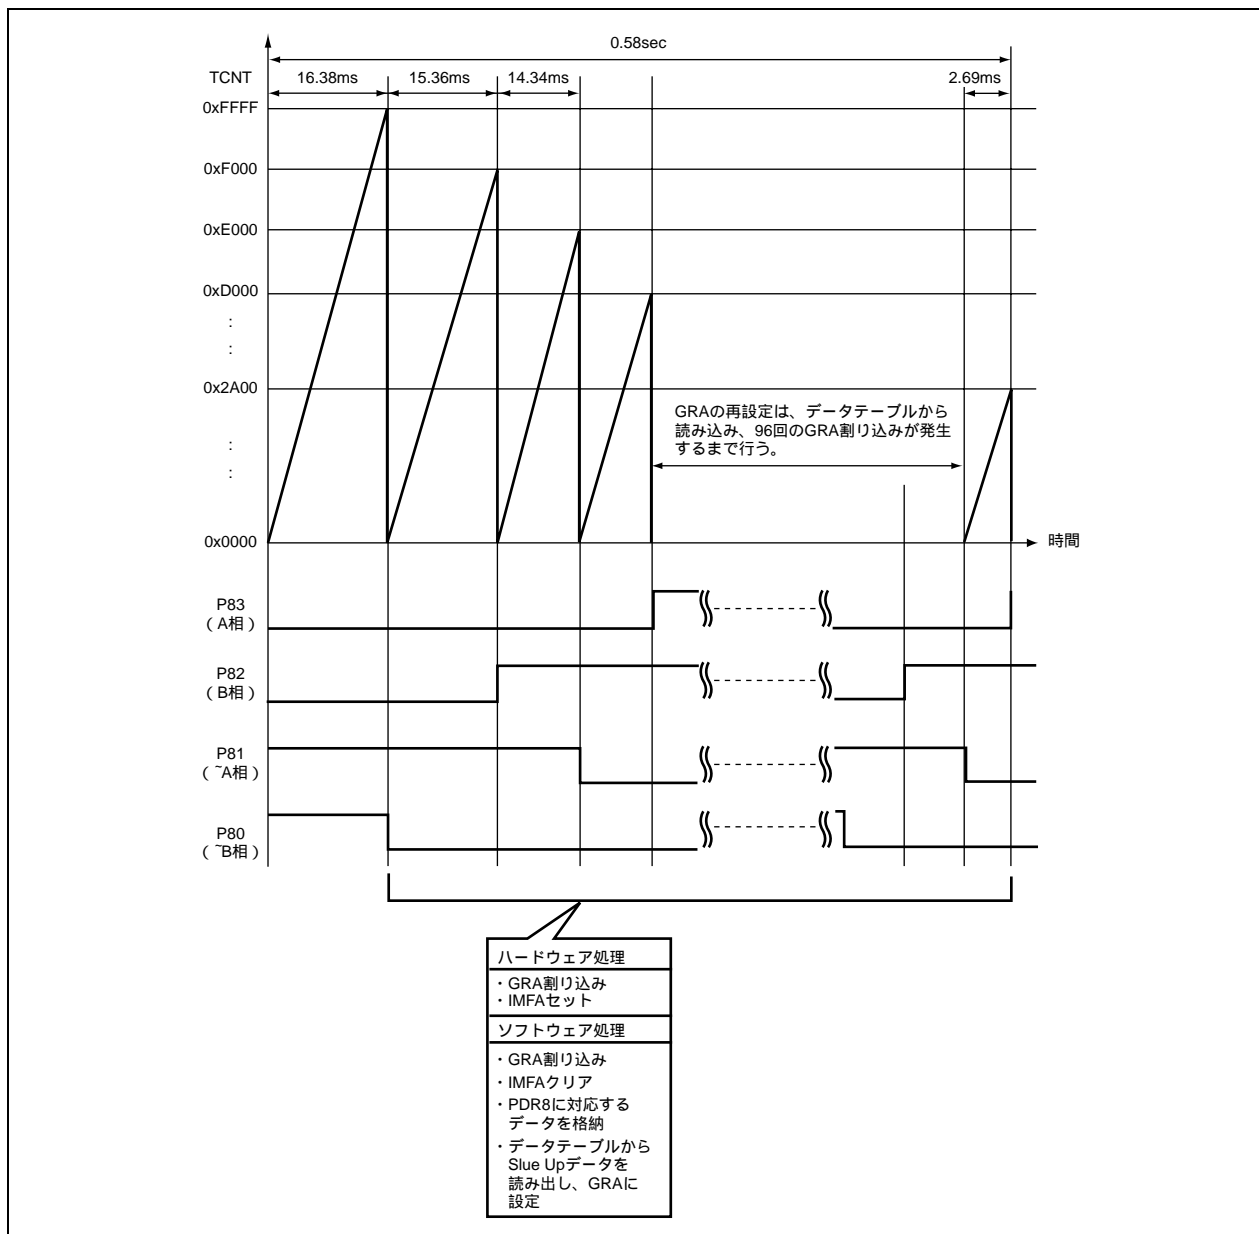 0.58sec
TCNT
16.38ms
15.36ms
14.34ms
2.69ms
0xFFFF
0xF000
0xE000
0xD000
:
:
0x2A00
GRAの再設定は、データテーブルから
読み込み、96回のGRA割り込みが発生
するまで行う。
:
:
0x0000
時間
P83
（A相）
P82
（B相）
P81
（~A相）
P80
（~B相）
ハードウェア処理
・GRA割り込み
・IMFAセット
ソフトウェア処理
・GRA割り込み
・IMFAクリア
・PDR8に対応する
データを格納
・データテーブルから
Slue Upデータを
読み出し、GRAに
設定